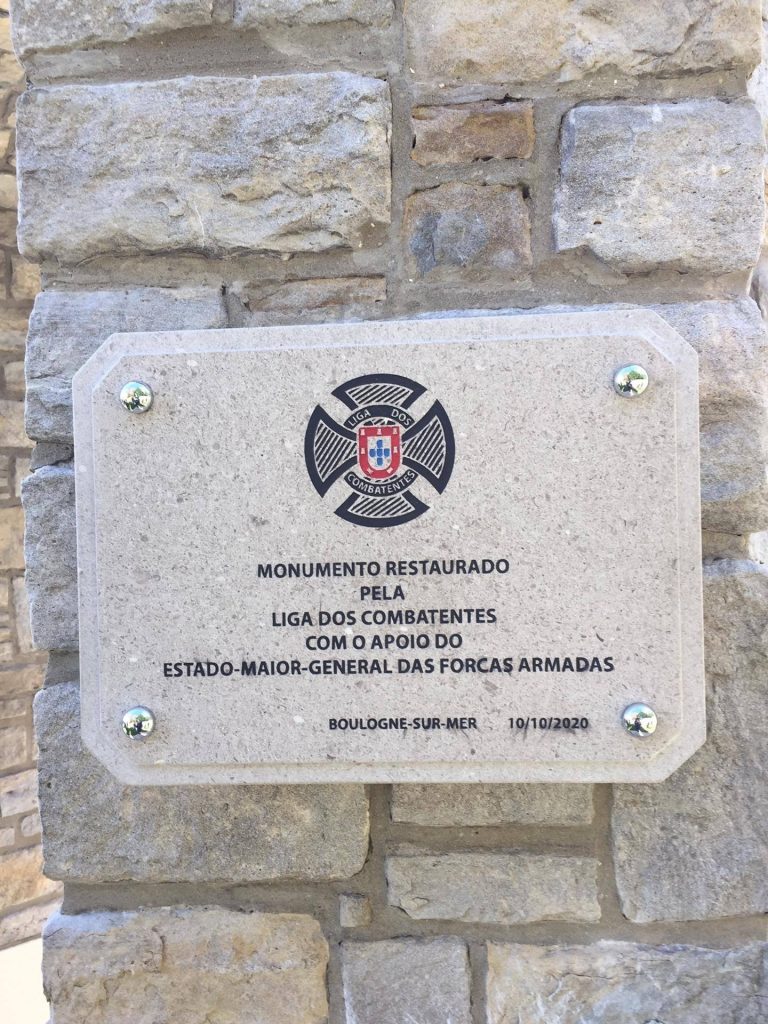 LIGA DOS
COMBATENTES
MONUMENTO RESTAURADO
PELA
LIGA DOS COMBATENTES
COM O APOIO DO
ESTADO-MAIOR-GENERAL DAS FORCAS ARMADAS
BOULOGNE-SUR-MER 10/10/2020